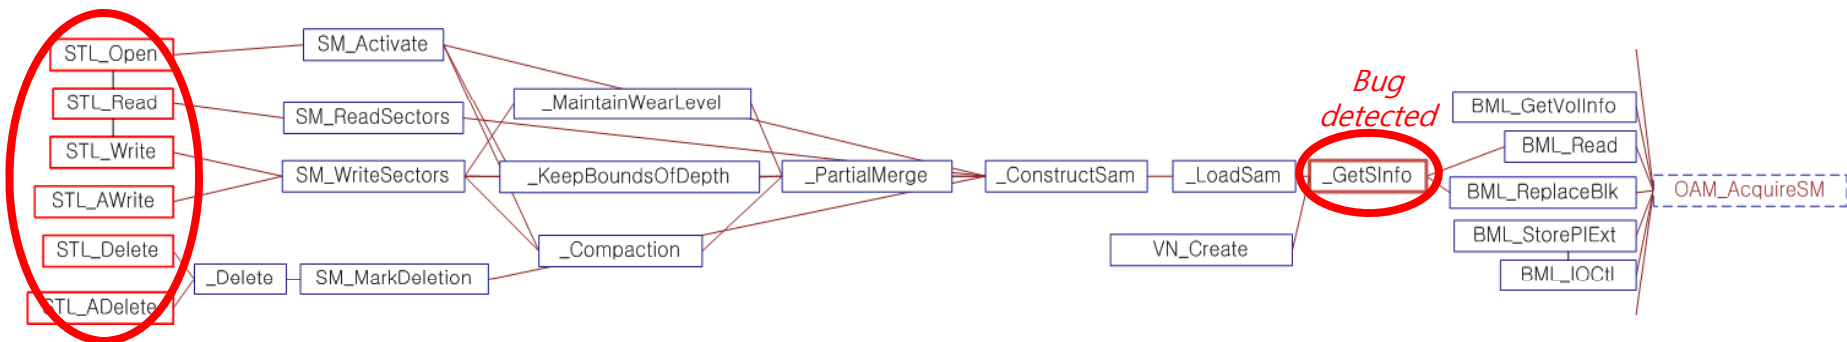 STL_Open
STL_Read
STL_Write
STL_AWrite
STL_Delete
STL_ADelete
_Delete
SM_Activate
SM_ReadSectors
SM_WriteSectors
SM_MarkDeletion
_MaintainWearLevel
_KeepBoundsOfDepth
_Compaction
_PartialMerge
_ConstructSam
VN_Create
_LoadSam
Bug
detected
_GetSInfo
BML_GetVolInfo
BML_Read
BML_ReplaceBlk
BML_StorePIExt
BML_IOCtl
OAM_AcquireSM